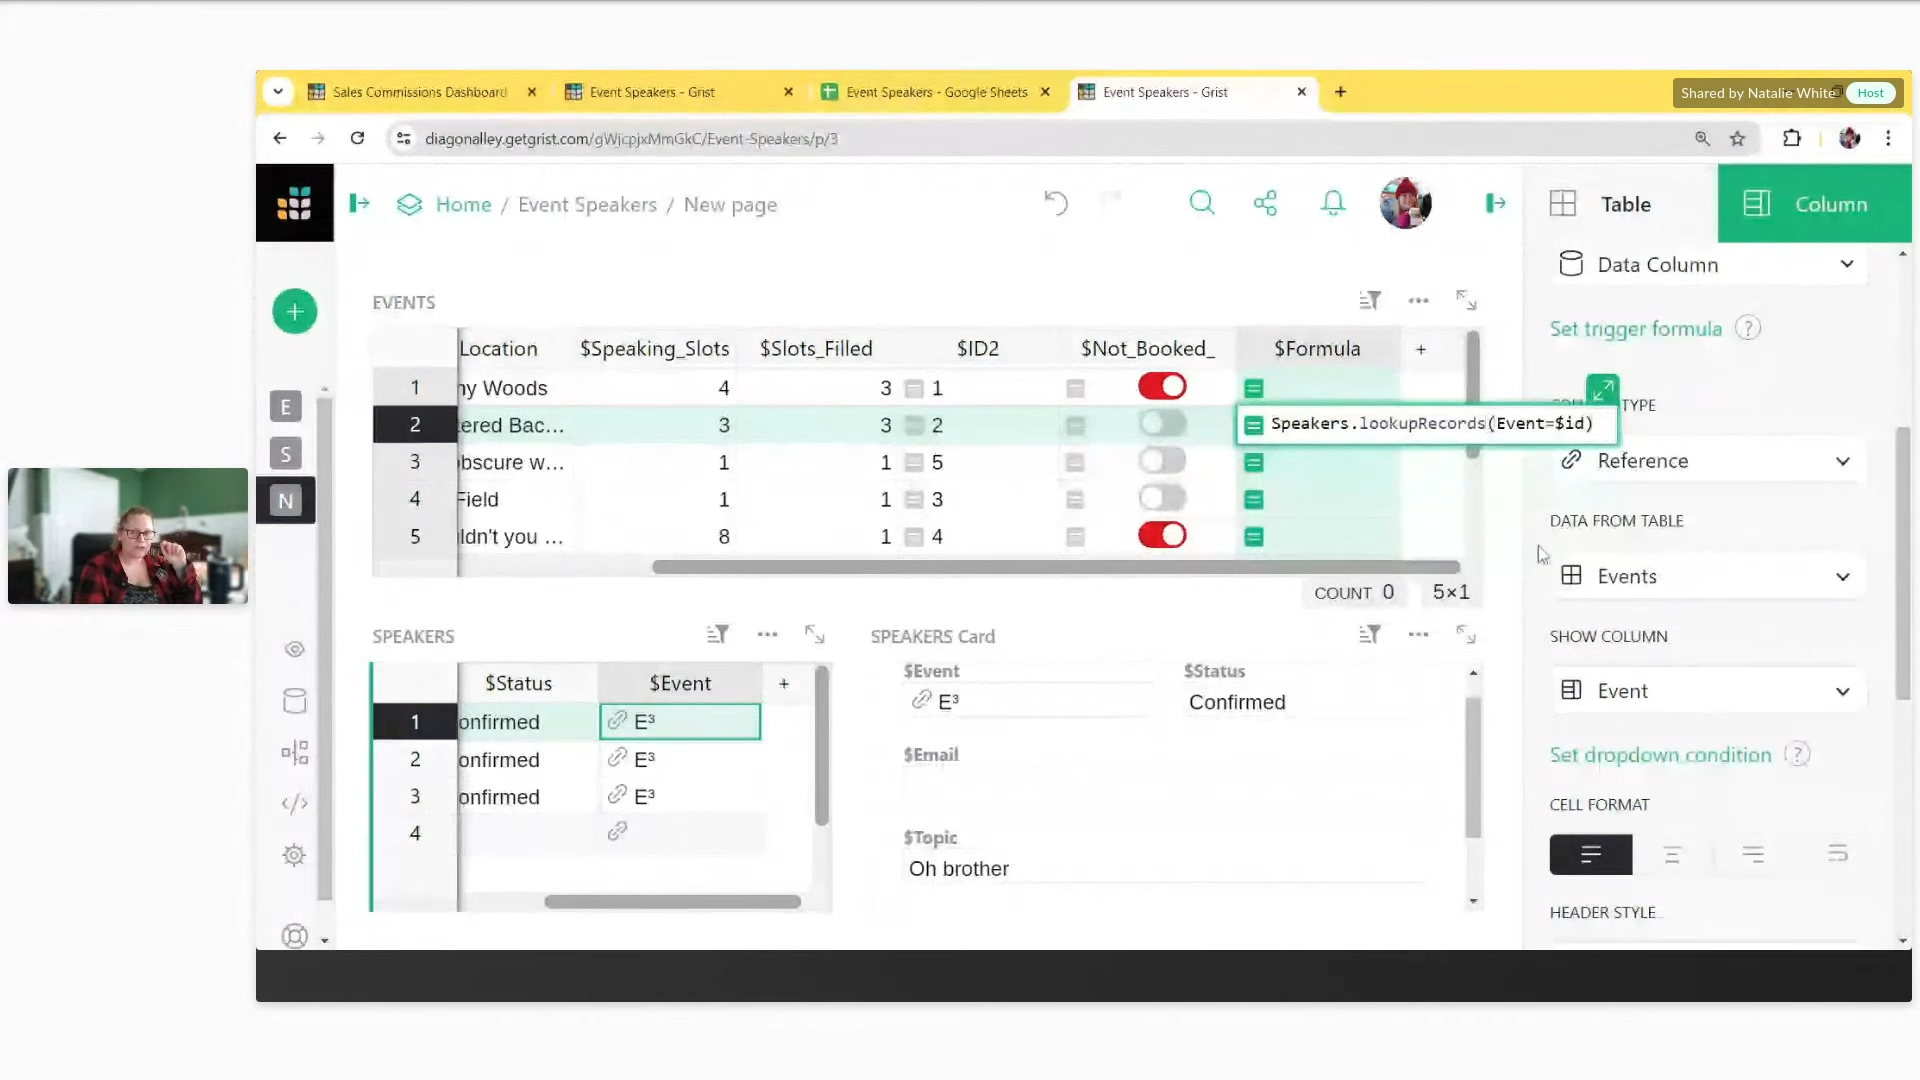 Sales Commissions Dashboard
Event Speakers - Grist
Event Speakers - Google Sheets
Event Speakers - Grist
Shared by Natalie White
Host
diagonalley.getgrist.com/gWjcpjxMmGkC/Event-Speakers/p/3
Home / Event Speakers / New page
Table
Column
Data Column
EVENTS
Set trigger formula ?
Location $Speaking_Slots $Slots_Filled $ID2 $Not_Booked_ $Formula +
1 ny Woods 4 3 1
TYPE
2 tered Bac... 3 3 2 Speakers.lookupRecords(Event=$id)
3 obscure w... 1 1 5
Reference
4 Field 1 1 3
DATA FROM TABLE
5 ldn't you ... 8 1 4
Events
COUNT 0 5×1
SPEAKERS
SPEAKERS Card
SHOW COLUMN
$Status $Event +
$Event $Status
Event
1 onfirmed E³
E³ Confirmed
2 onfirmed E³
$Email
Set dropdown condition ?
3 onfirmed E³
CELL FORMAT
4
$Topic
Oh brother
HEADER STYLE
E
S
N